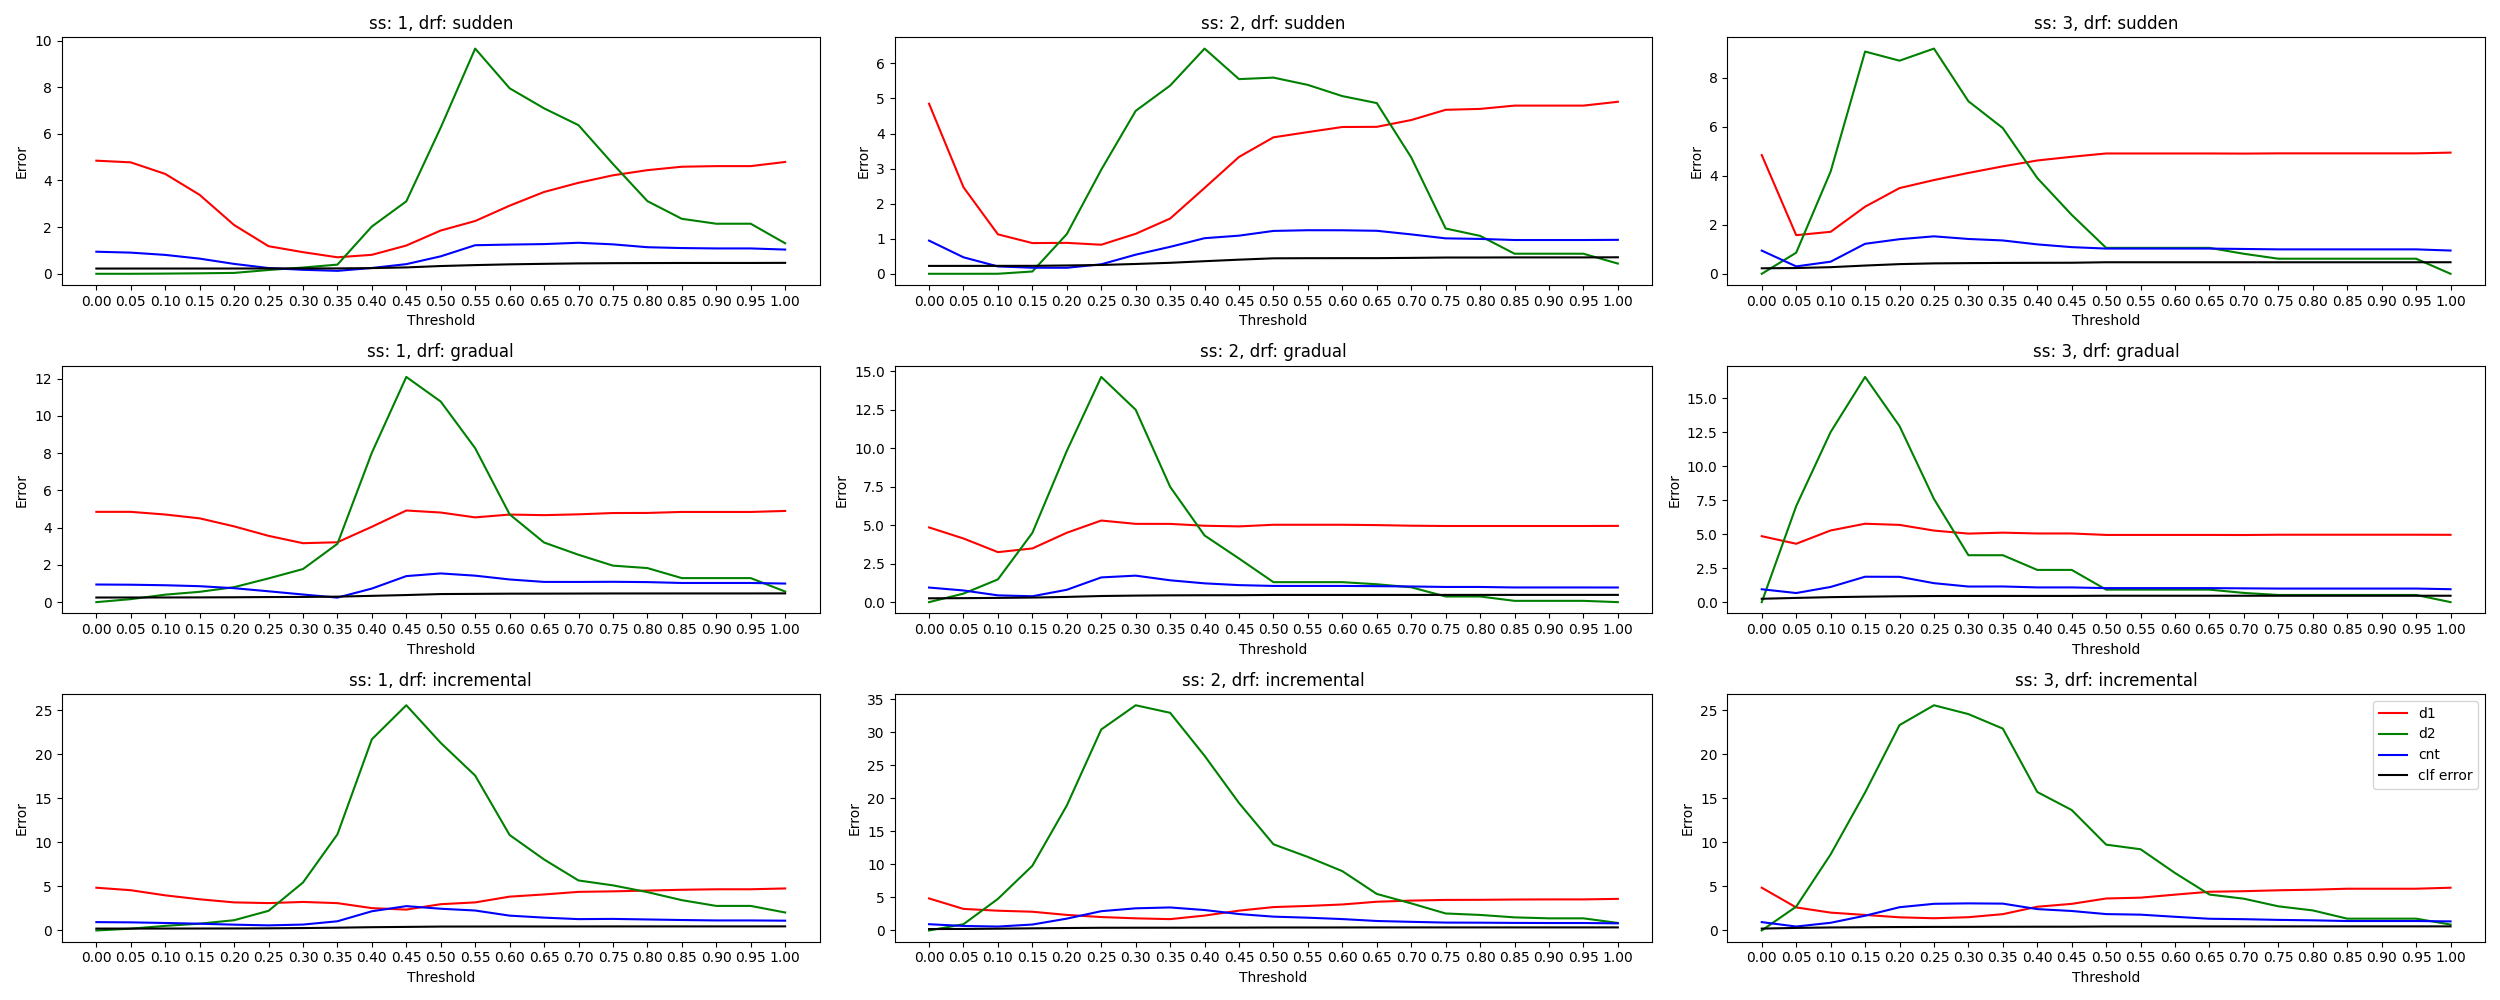 ss: 1, drf: sudden
ss: 2, drf: sudden
ss: 3, drf: sudden
Error
10
8
6
4
2
0
0.00 0.05 0.10 0.15 0.20 0.25 0.30 0.35 0.40 0.45 0.50 0.55 0.60 0.65 0.70 0.75 0.80 0.85 0.90 0.95 1.00
Threshold
Error
6
5
4
3
2
1
0
0.00 0.05 0.10 0.15 0.20 0.25 0.30 0.35 0.40 0.45 0.50 0.55 0.60 0.65 0.70 0.75 0.80 0.85 0.90 0.95 1.00
Threshold
Error
8
6
4
2
0
0.00 0.05 0.10 0.15 0.20 0.25 0.30 0.35 0.40 0.45 0.50 0.55 0.60 0.65 0.70 0.75 0.80 0.85 0.90 0.95 1.00
Threshold
ss: 1, drf: gradual
ss: 2, drf: gradual
ss: 3, drf: gradual
Error
12
10
8
6
4
2
0
0.00 0.05 0.10 0.15 0.20 0.25 0.30 0.35 0.40 0.45 0.50 0.55 0.60 0.65 0.70 0.75 0.80 0.85 0.90 0.95 1.00
Threshold
Error
15.0
12.5
10.0
7.5
5.0
2.5
0.0
0.00 0.05 0.10 0.15 0.20 0.25 0.30 0.35 0.40 0.45 0.50 0.55 0.60 0.65 0.70 0.75 0.80 0.85 0.90 0.95 1.00
Threshold
Error
15.0
12.5
10.0
7.5
5.0
2.5
0.0
0.00 0.05 0.10 0.15 0.20 0.25 0.30 0.35 0.40 0.45 0.50 0.55 0.60 0.65 0.70 0.75 0.80 0.85 0.90 0.95 1.00
Threshold
ss: 1, drf: incremental
ss: 2, drf: incremental
ss: 3, drf: incremental
Error
25
20
15
10
5
0
0.00 0.05 0.10 0.15 0.20 0.25 0.30 0.35 0.40 0.45 0.50 0.55 0.60 0.65 0.70 0.75 0.80 0.85 0.90 0.95 1.00
Threshold
Error
35
30
25
20
15
10
5
0
0.00 0.05 0.10 0.15 0.20 0.25 0.30 0.35 0.40 0.45 0.50 0.55 0.60 0.65 0.70 0.75 0.80 0.85 0.90 0.95 1.00
Threshold
Error
25
20
15
10
5
0
0.00 0.05 0.10 0.15 0.20 0.25 0.30 0.35 0.40 0.45 0.50 0.55 0.60 0.65 0.70 0.75 0.80 0.85 0.90 0.95 1.00
Threshold
d1
d2
cnt
clf error